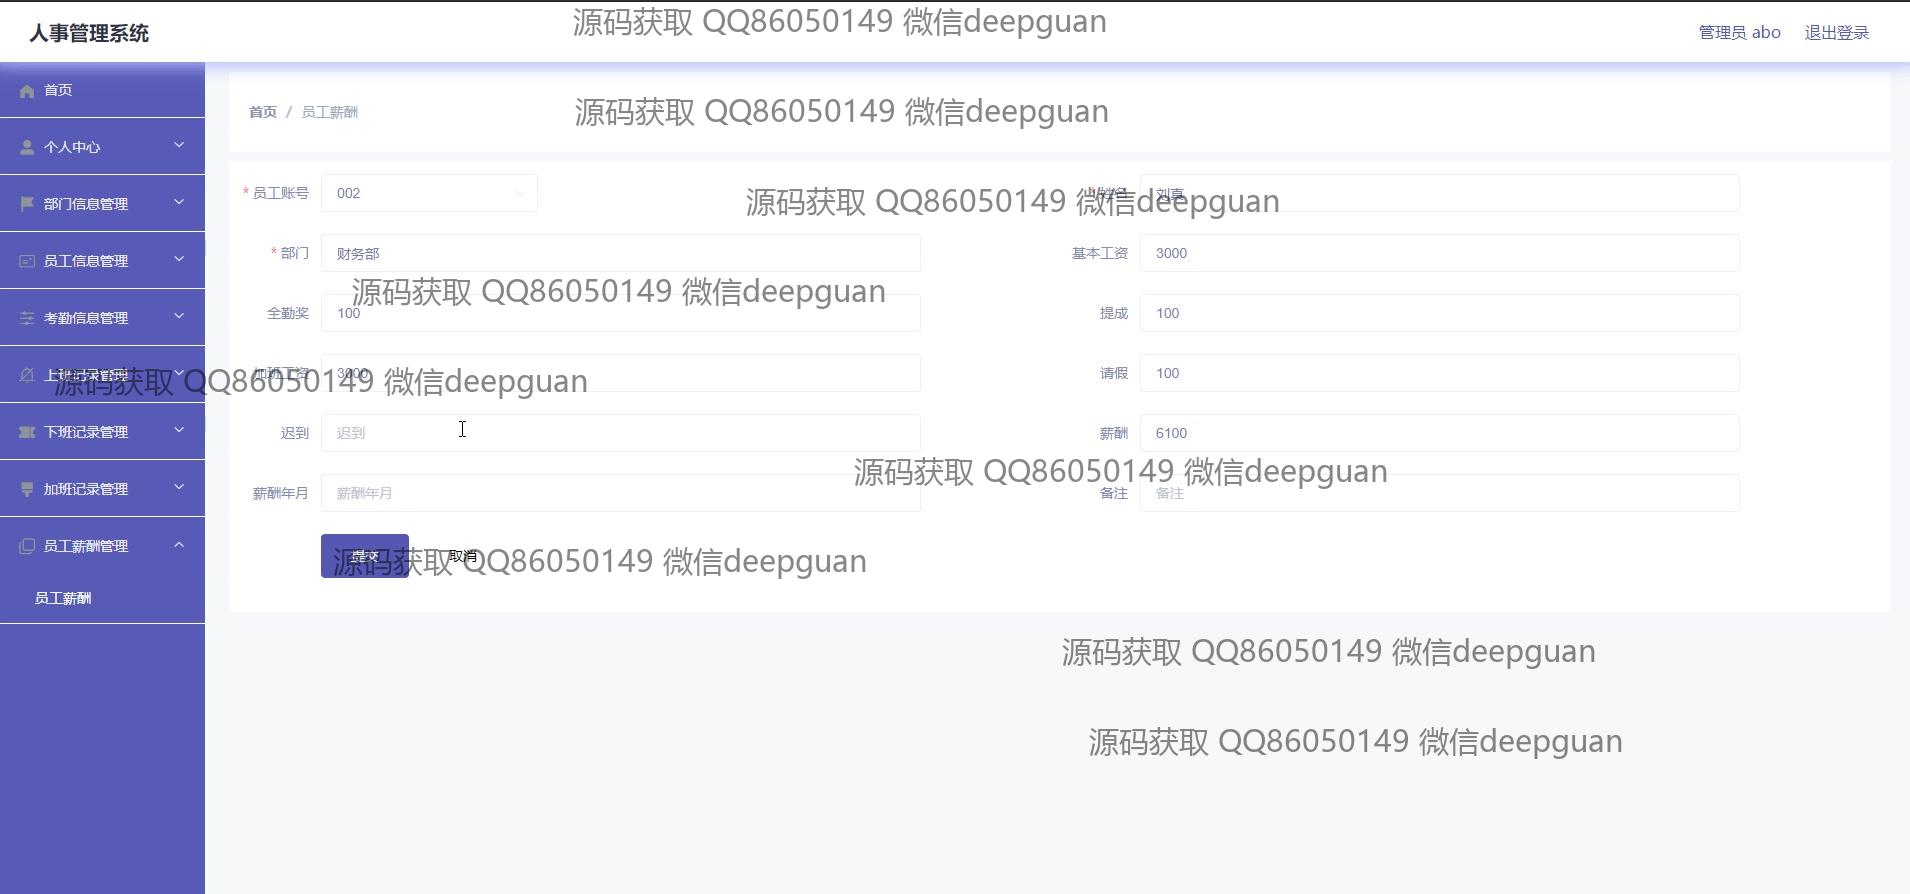 人事管理系统
源码获取 QQ86050149 微信deepguan
管理员 abo 退出登录
首页
首页 / 员工薪酬
源码获取 QQ86050149 微信deepguan
个人中心
* 员工账号 002
* 姓名 刘真
源码获取 QQ86050149 微信deepguan
部门信息管理
* 部门 财务部
基本工资 3000
员工信息管理
源码获取 QQ86050149 微信deepguan
全勤奖 100
提成 100
考勤信息管理
加班工资 3000
请假 100
上班记录管理
源码获取 QQ86050149 微信deepguan
迟到 迟到
薪酬 6100
下班记录管理
源码获取 QQ86050149 微信deepguan
薪酬年月 薪酬年月
备注 备注
加班记录管理
提交 取消
源码获取 QQ86050149 微信deepguan
员工薪酬管理
员工薪酬
源码获取 QQ86050149 微信deepguan
源码获取 QQ86050149 微信deepguan